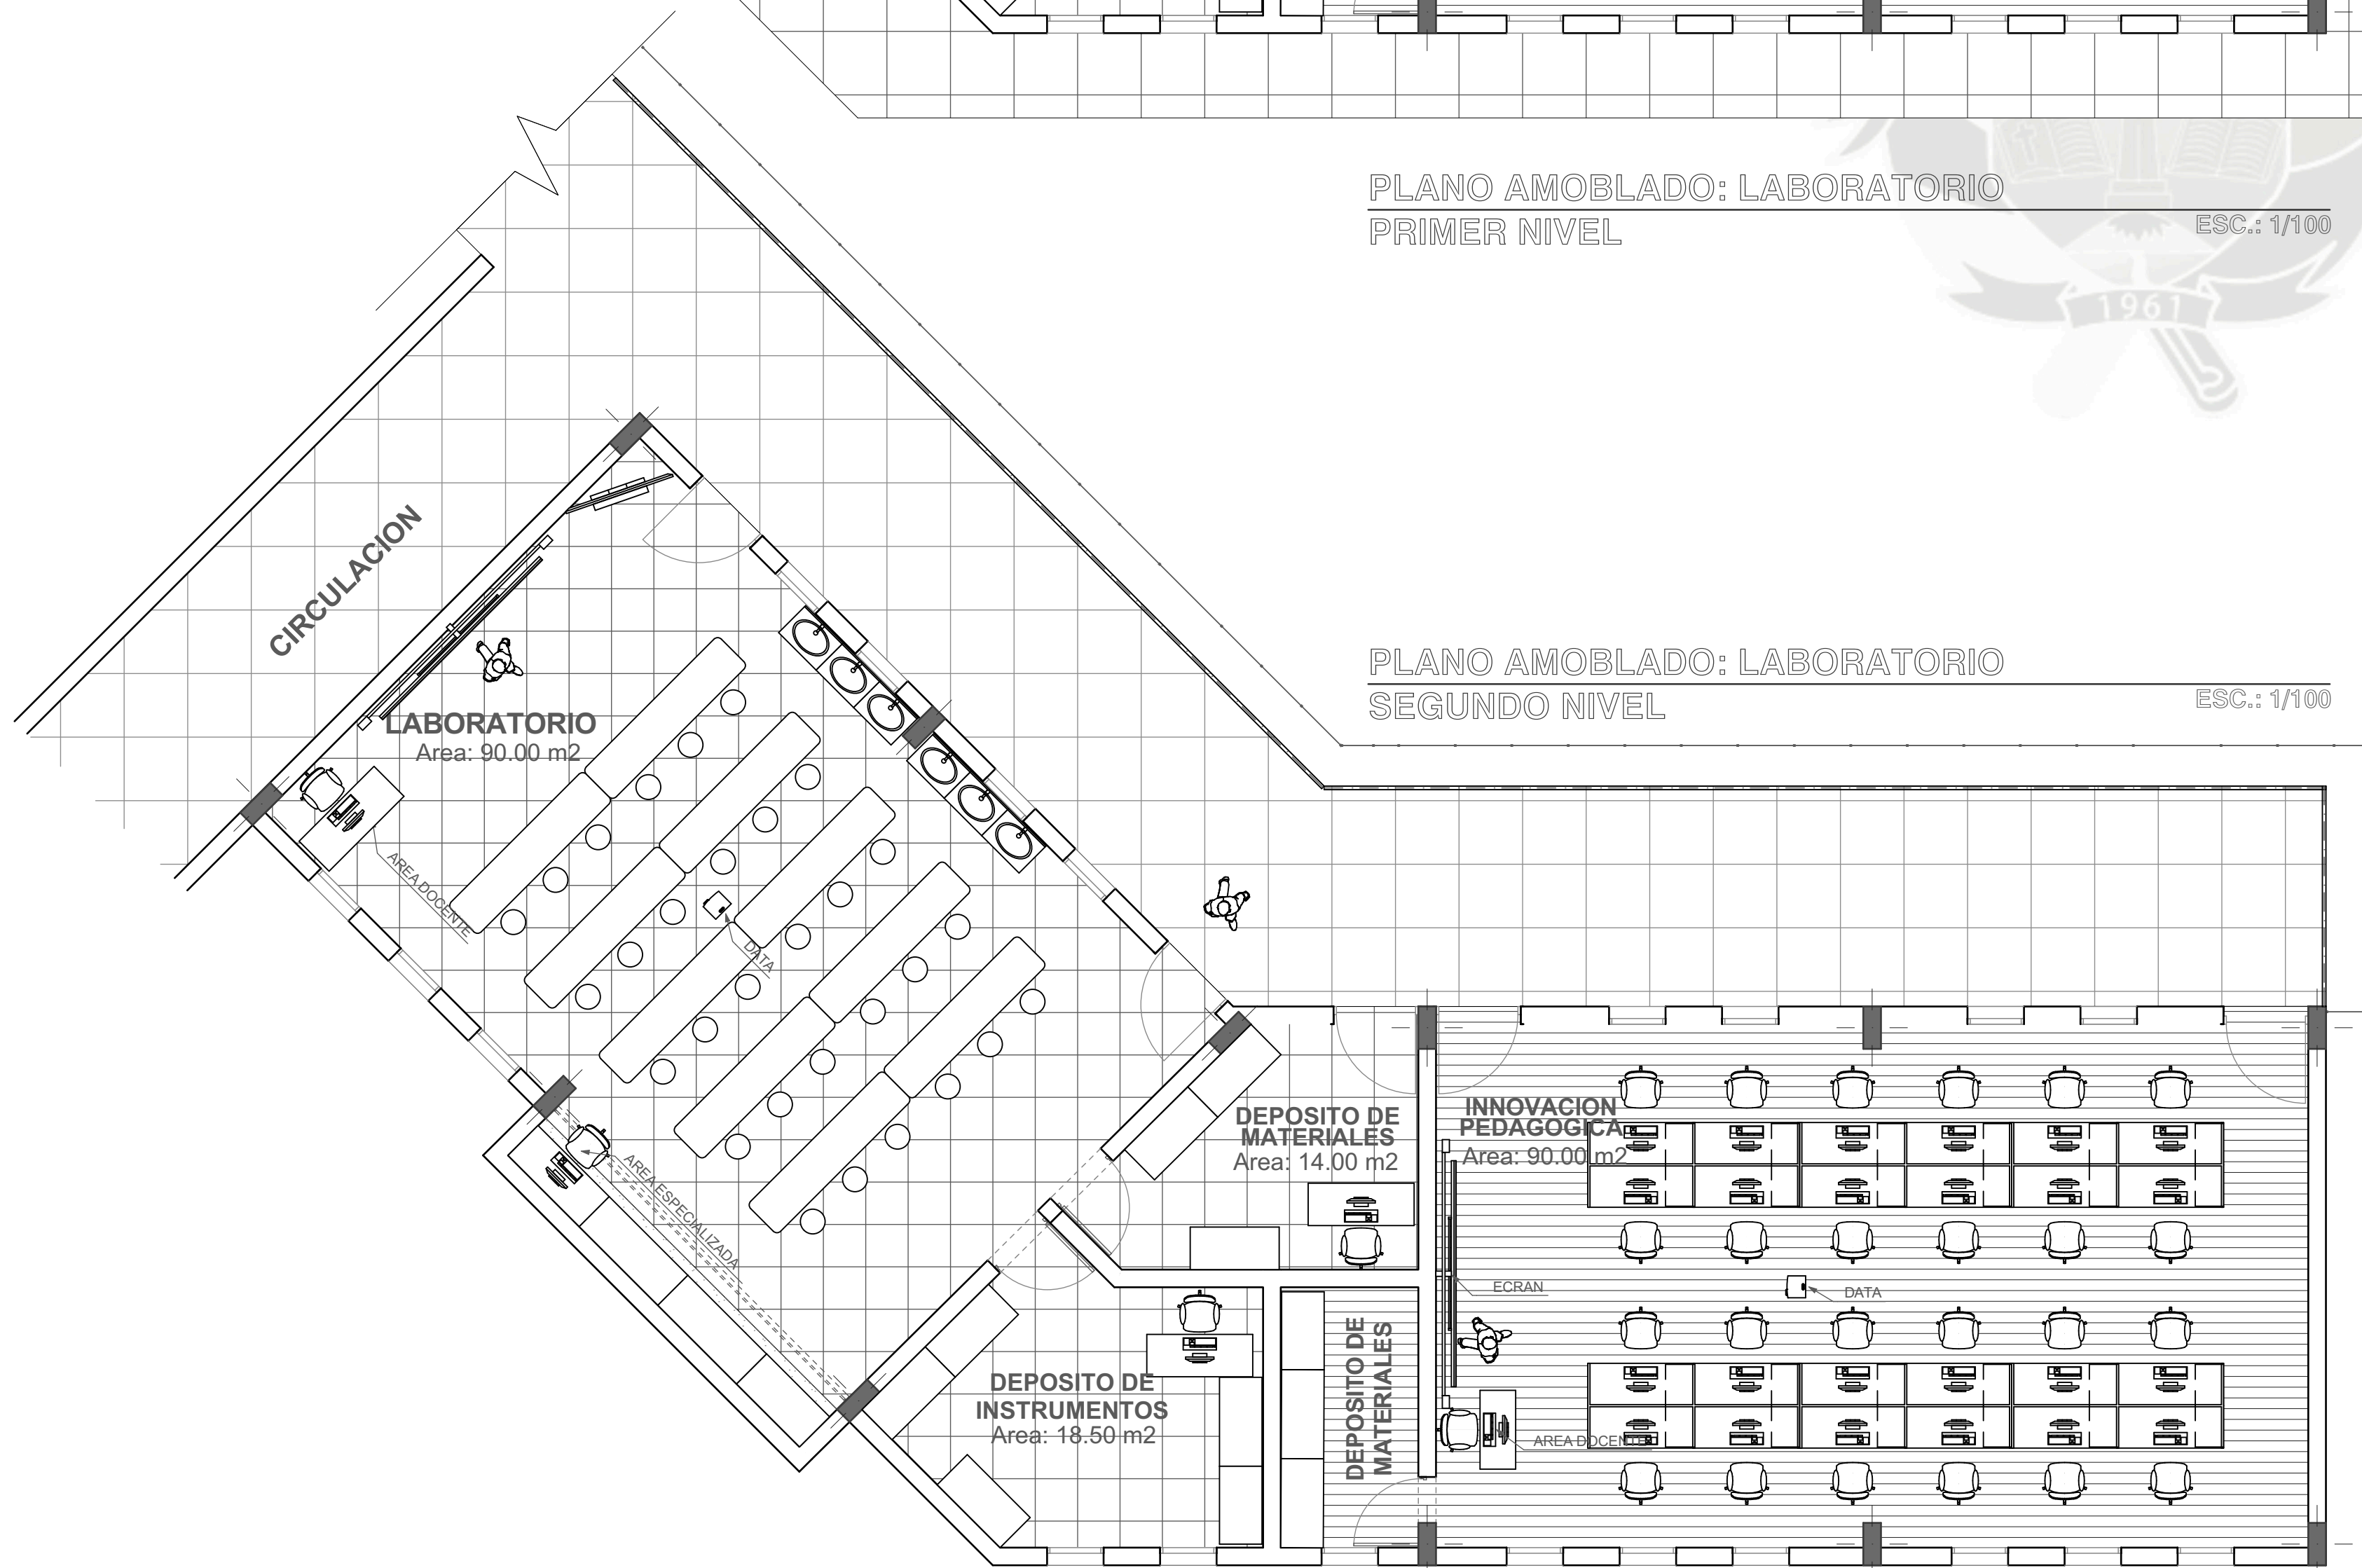 PLANO AMOBLADO: LABORATORIO
PRIMER NIVEL
ESC.: 1/100
1961
CIRCULACION
PLANO AMOBLADO: LABORATORIO
SEGUNDO NIVEL
ESC.: 1/100
LABORATORIO
Area: 90.00 m2
AREA DOCENTE
DATA
AREA ESPECIALIZADA
DEPOSITO DE
MATERIALES
Area: 14.00 m2
INNOVACION
PEDAGOGICA
Area: 90.00 m2
ECRAN
DATA
DEPOSITO DE
INSTRUMENTOS
Area: 18.50 m2
DEPOSITO DE
MATERIALES
AREA DOCENTE